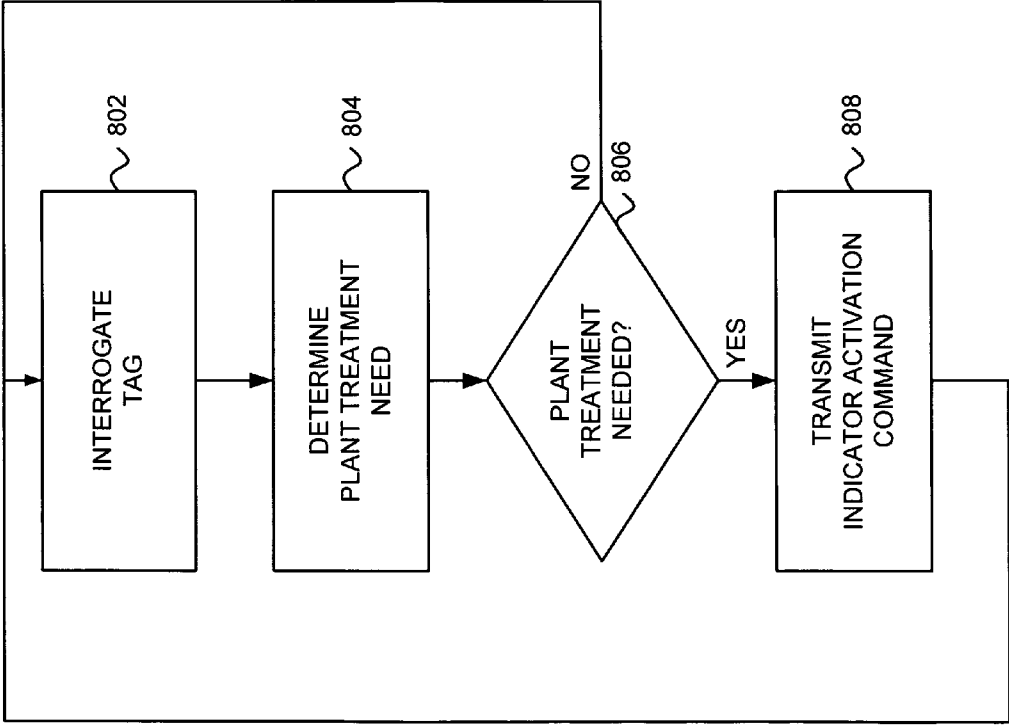 802
INTERROGATE
TAG
804
DETERMINE
PLANT TREATMENT
NEED
806
PLANT
TREATMENT
NEEDED?
NO
YES
808
TRANSMIT
INDICATOR ACTIVATION
COMMAND